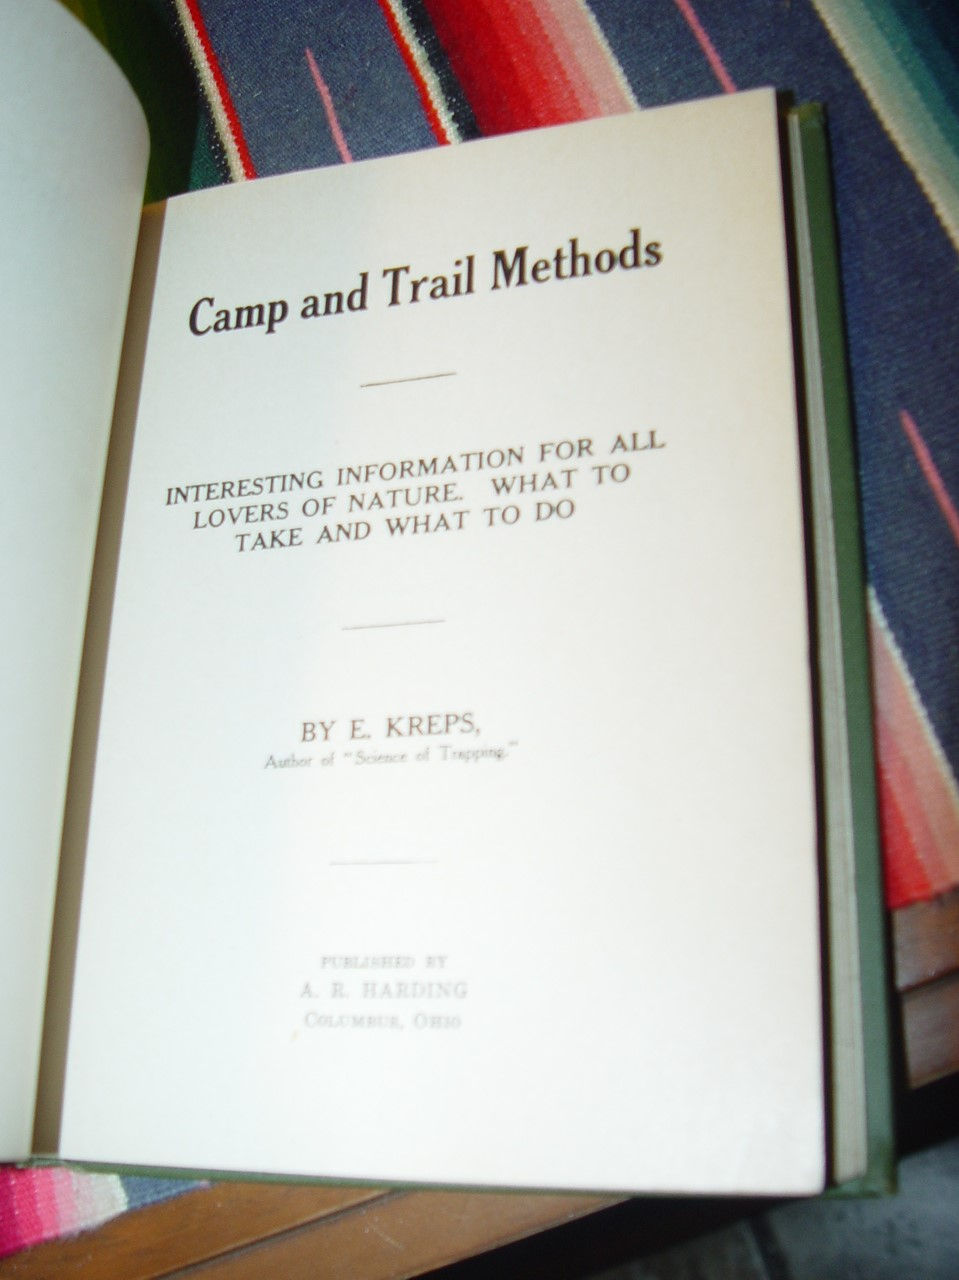 Camp and Trail Methods
INTERESTING INFORMATION FOR ALL
LOVERS OF NATURE. WHAT TO
TAKE AND WHAT TO DO
BY E. KREPS,
Author of "Science of Trapping."
PUBLISHED BY
A. R. HARDING
COLUMBUS, OHIO